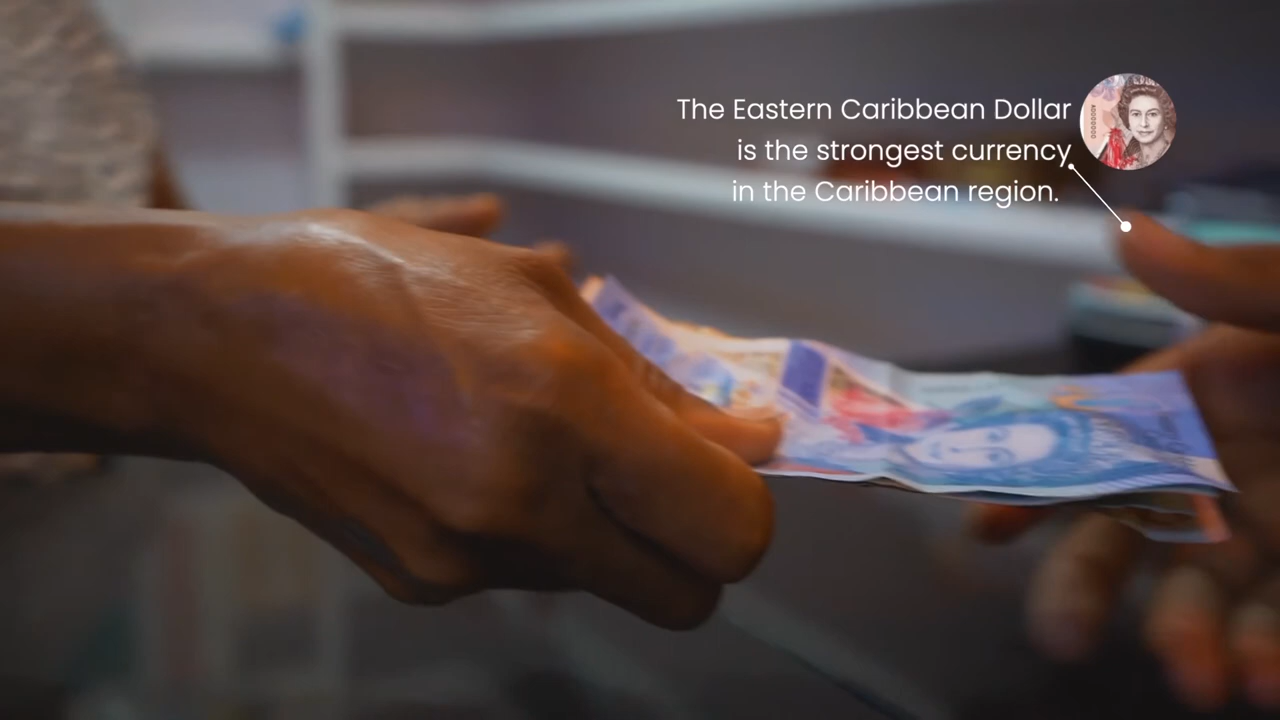 The Eastern Caribbean Dollar
is the strongest currency
in the Caribbean region.